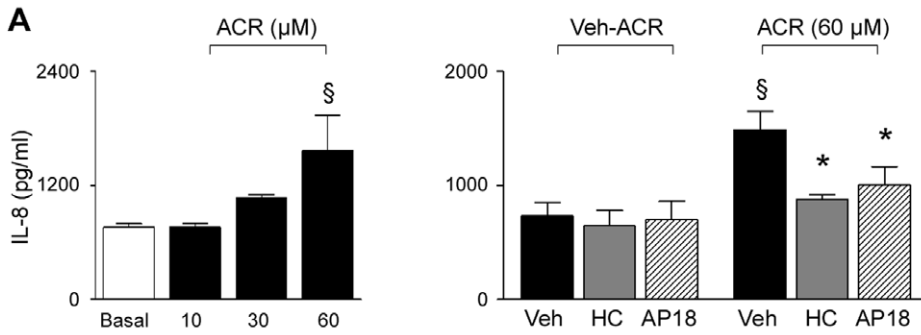 A
ACR (µM)
Veh-ACR
ACR (60 µM)
IL-8 (pg/ml)
2400
§
1200
0
Basal 10 30 60
2000
§
*
*
1000
0
Veh HC AP18 Veh HC AP18